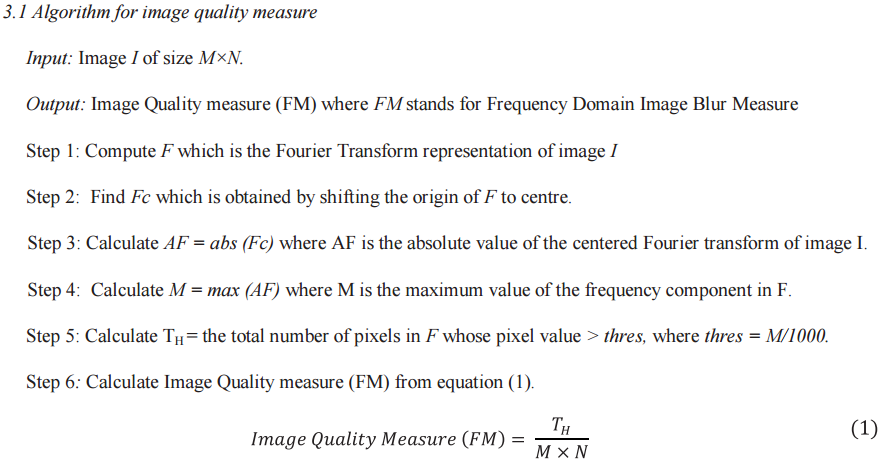 3.1 Algorithm for image quality measure
Input: Image I of size M×N.
Output: Image Quality measure (FM) where FM stands for Frequency Domain Image Blur Measure
Step 1: Compute F which is the Fourier Transform representation of image I
Step 2: Find Fc which is obtained by shifting the origin of F to centre.
Step 3: Calculate AF = abs (Fc) where AF is the absolute value of the centered Fourier transform of image I.
Step 4: Calculate M = max (AF) where M is the maximum value of the frequency component in F.
Step 5: Calculate T_H = the total number of pixels in F whose pixel value > thres, where thres = M/1000.
Step 6: Calculate Image Quality measure (FM) from equation (1).
Image Quality Measure (FM) = T_H / M × N (1)